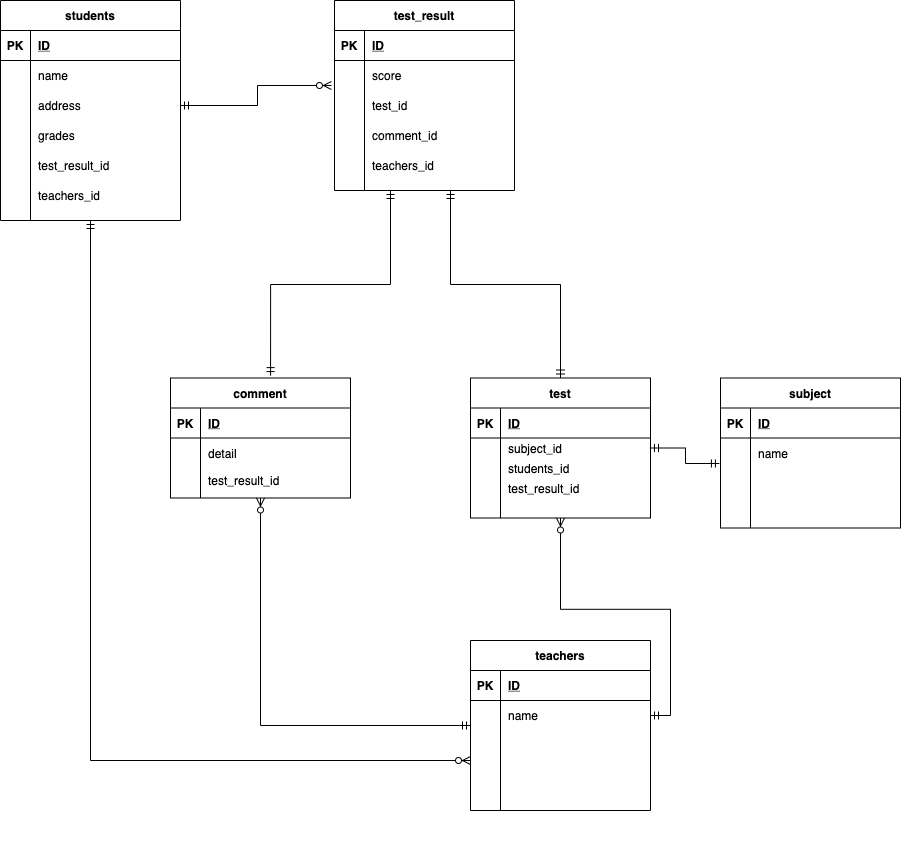 students
PK ID
name
address
grades
test_result_id
teachers_id
test_result
PK ID
score
test_id
comment_id
teachers_id
comment
PK ID
detail
test_result_id
test
PK ID
subject_id
students_id
test_result_id
subject
PK ID
name
teachers
PK ID
name